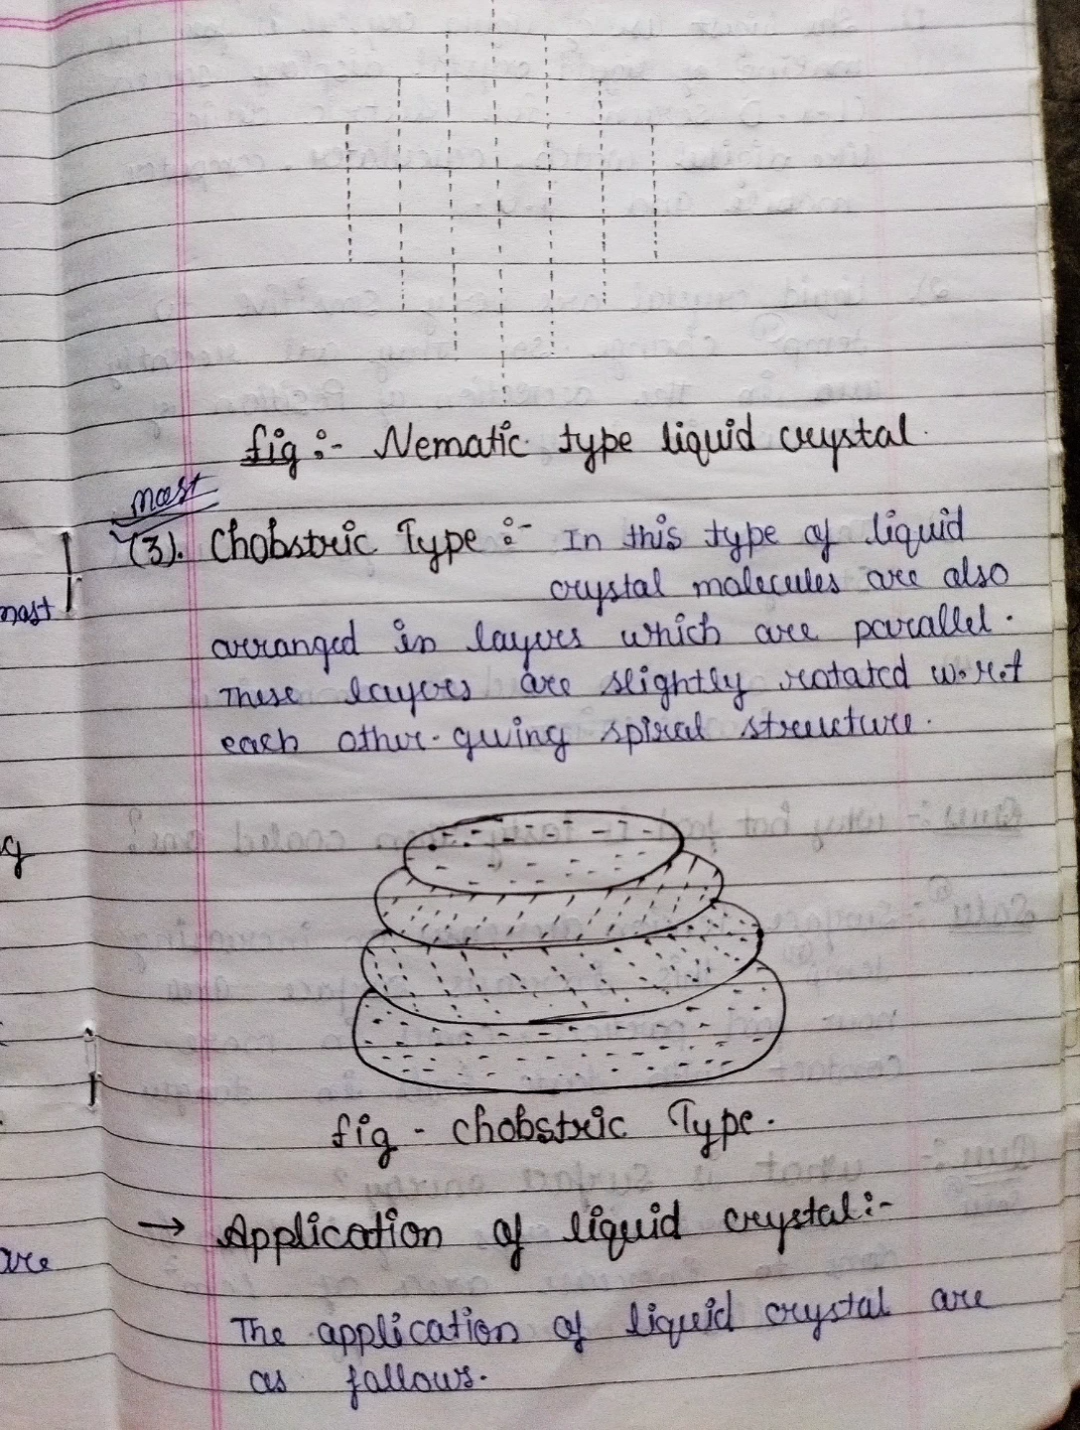 fig :- Nematic type liquid crystal
most
(3). Chobstric Type :- In this type of liquid
crystal molecules are also
most
arranged in layers which are parallel.
These layers are slightly rotated w.r.t
each other giving spiral structure.
g
fig - chobstric Type.
→ Application of liquid crystal :-
are
The application of liquid crystal are
as follows.